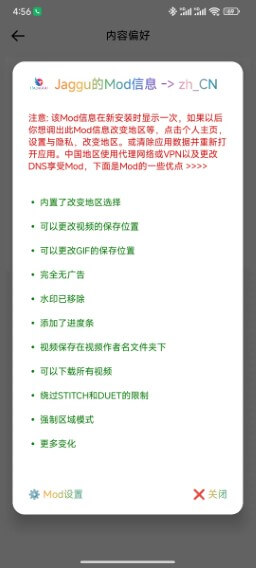 4:56
内容偏好
Jaggu的Mod信息 -> zh_CN
注意: 该Mod信息在新安装时显示一次，如果以后
你想调出此Mod信息改变地区等，点击个人主页，
设置与隐私，改变地区。或清除应用数据并重新打
开应用。中国地区使用代理网络或VPN以及更改
DNS享受Mod，下面是Mod的一些优点 >>>>
• 内置了改变地区选择
• 可以更改视频的保存位置
• 可以更改GIF的保存位置
• 完全无广告
• 水印已移除
• 添加了进度条
• 视频保存在视频作者名文件夹下
• 可以下载所有视频
• 绕过STITCH和DUET的限制
• 强制区域模式
• 更多变化
Mod设置
关闭